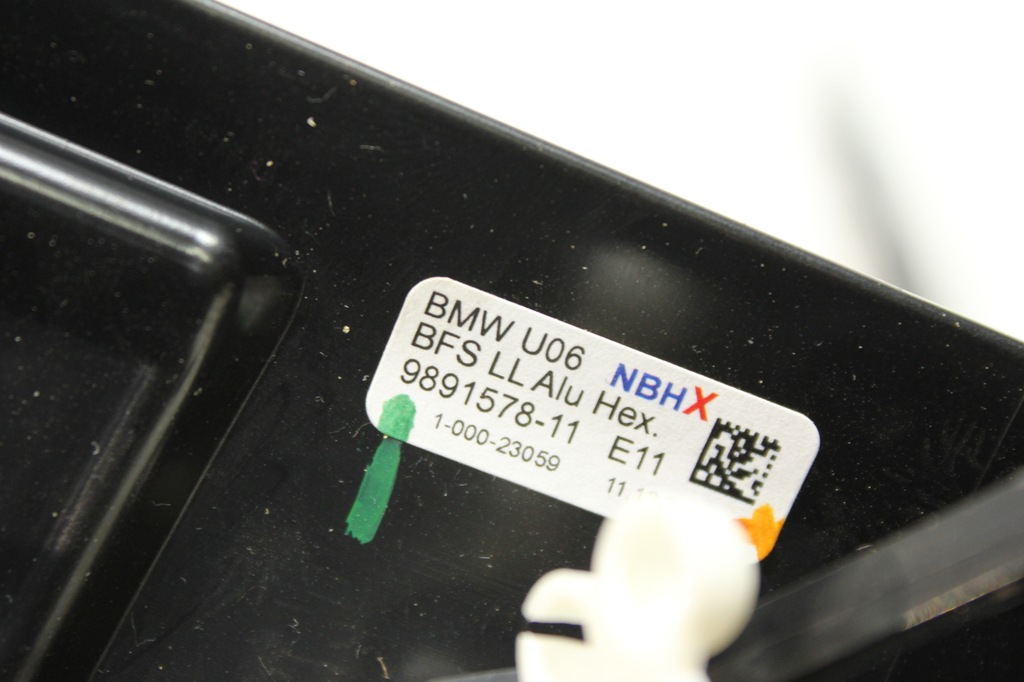 BMW U06
BFS LL Alu Hex.
NBHX
9891578-11 E11
1-000-23059